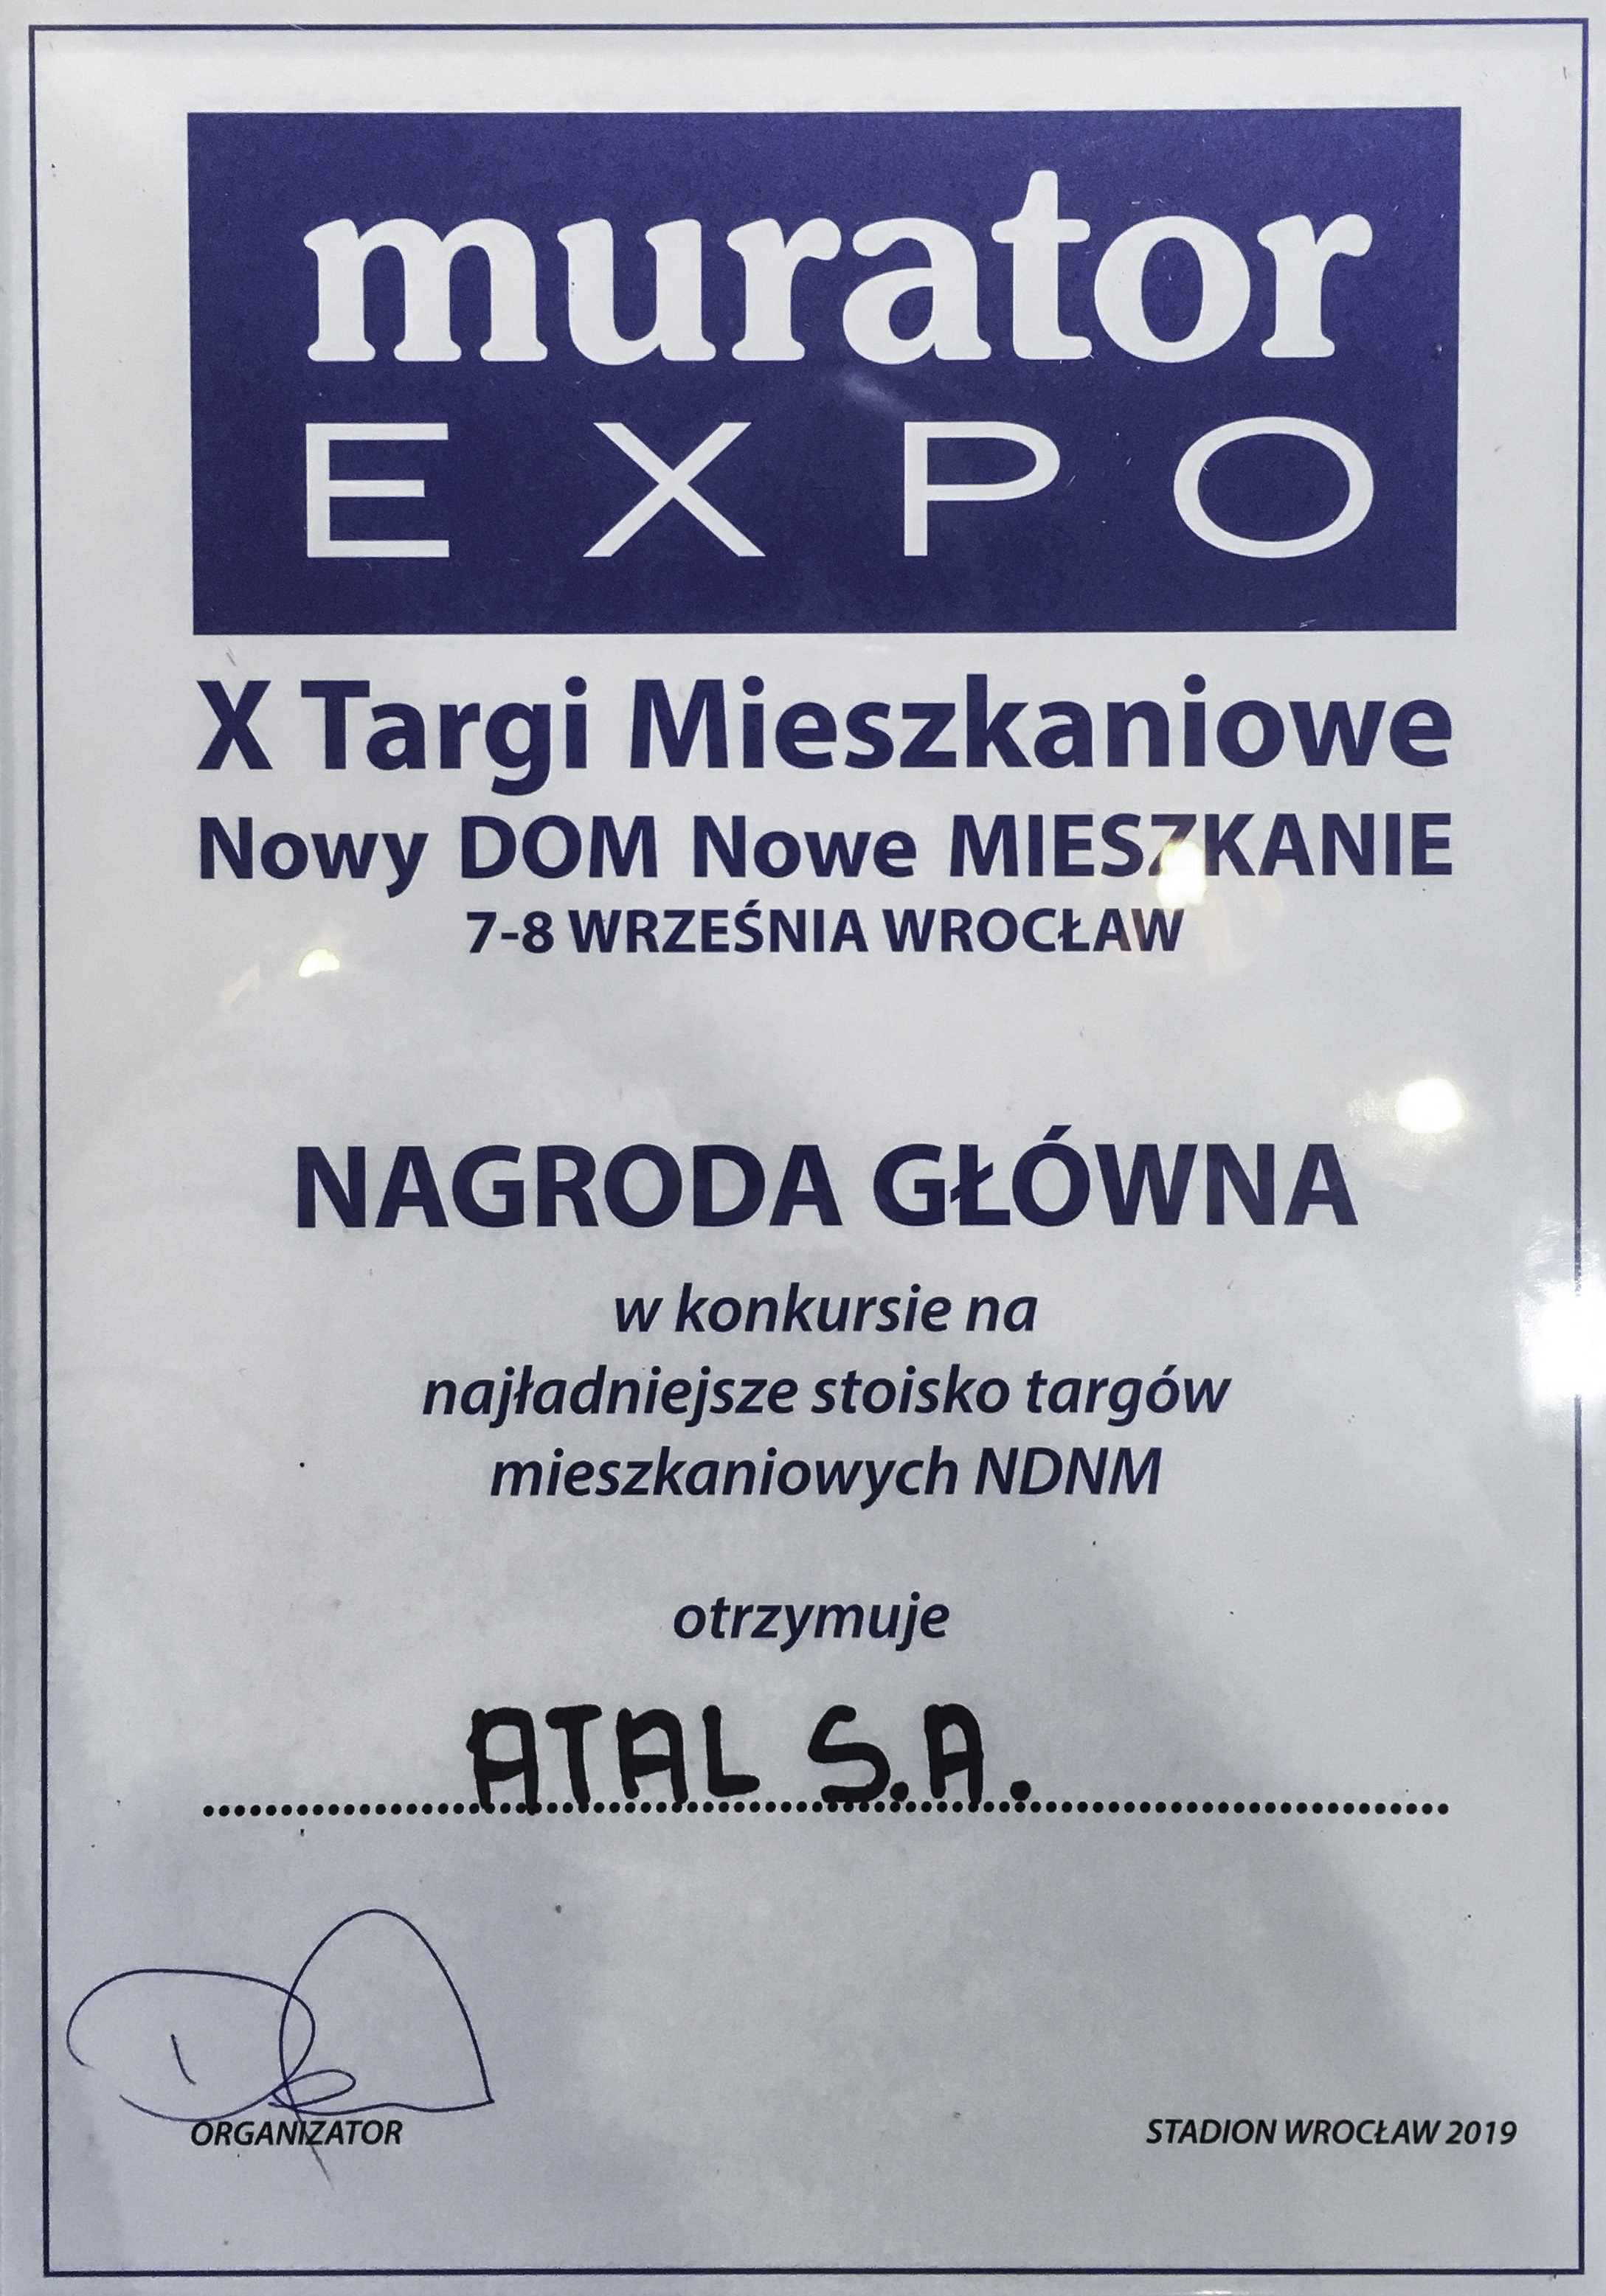 murator
EXPO
X Targi Mieszkaniowe
Nowy DOM Nowe MIESZKANIE
7-8 WRZEŚNIA WROCŁAW
NAGRODA GŁÓWNA
w konkursie na
najładniejsze stoisko targów
mieszkaniowych NDNM
otrzymuje
ATAL S.A.
ORGANIZATOR
STADION WROCŁAW 2019